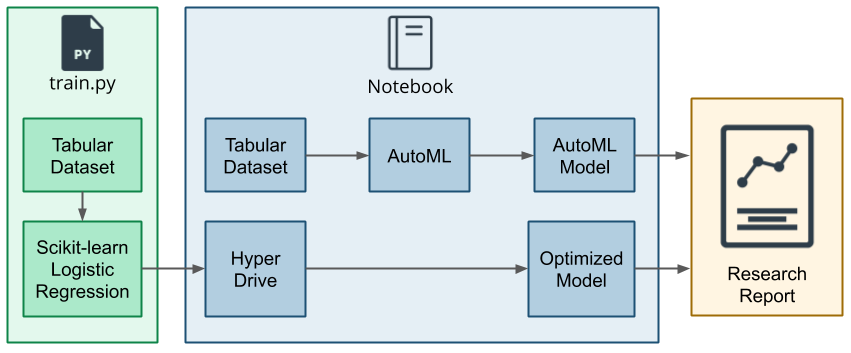 PY
train.py
Tabular
Dataset
Scikit-learn
Logistic
Regression
Notebook
Tabular
Dataset
AutoML
AutoML
Model
Hyper
Drive
Optimized
Model
Research
Report